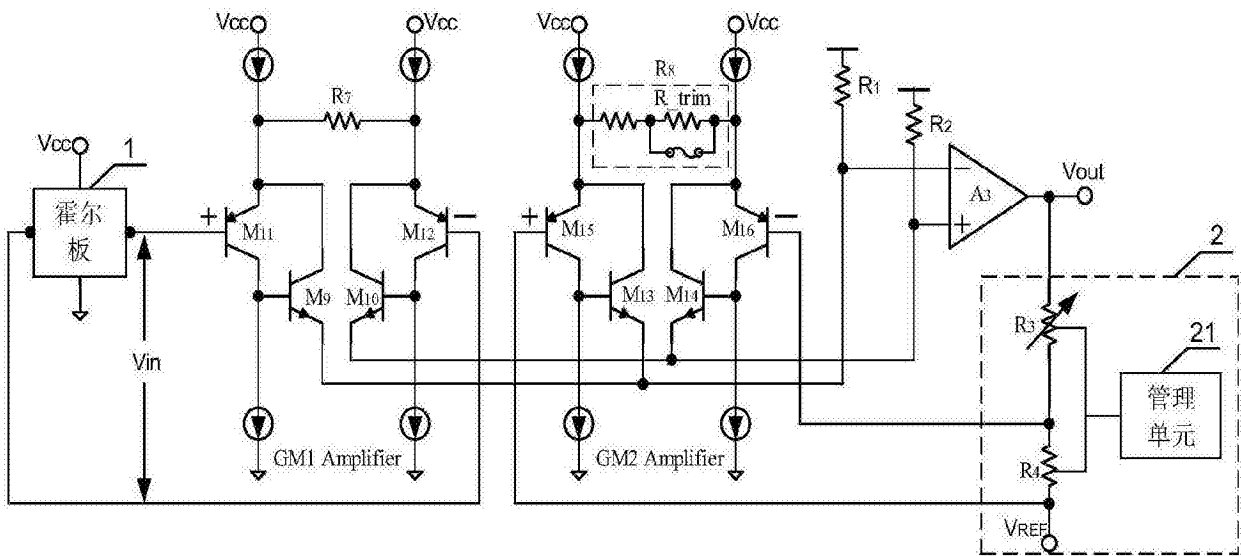 Vcc Vcc Vcc Vcc
R8
R_trim
R7
R1
R2
Vcc
1
霍尔
板
+
M11
M12
−
+
M15
M16
−
−
A3
+
Vout
M9
M10
M13
M14
2
R3
21
管理
单元
Vin
R4
GM1 Amplifier
GM2 Amplifier
VREF